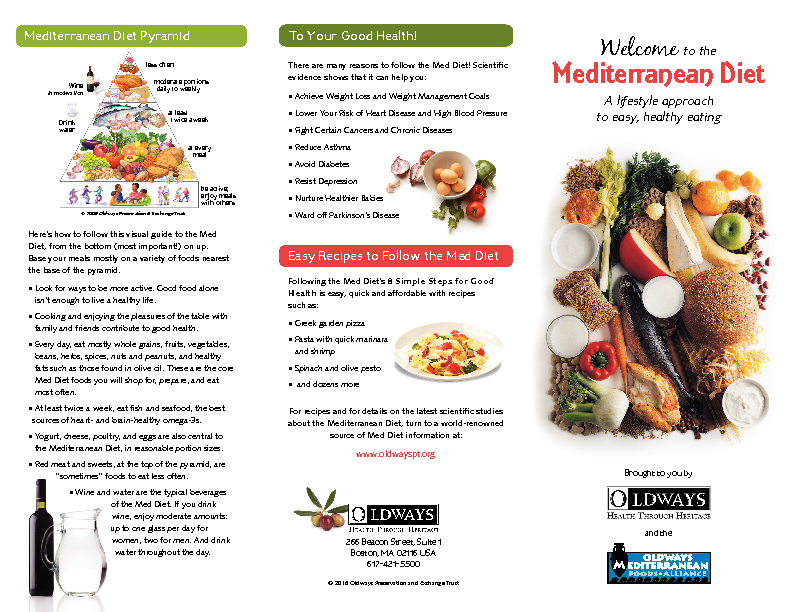 Mediterranean Diet Pyramid
less often
Wine
in moderation
moderate portions,
daily to weekly
Drink
water
at least
twice a week
at every
meal
be active;
enjoy meals
with others
Oldways Preservation & Exchange Trust
Here's how to follow this visual guide to the Med
Diet, from the bottom (most important!) on up.
Base your meals mostly on a variety of foods nearest
the base of the pyramid.
• Look for ways to be more active. Good food alone
isn't enough to live a healthy life.
• Cooking and enjoying the pleasures of the table with
family and friends contribute to good health.
• Every day, eat mostly whole grains, fruits, vegetables,
beans, herbs, spices, nuts and peanuts, and healthy
fats such as those found in olive oil. These are the core
Med Diet foods you will shop for, prepare, and eat
most often.
• At least twice a week, eat fish and seafood, the best
sources of heart- and brain-healthy omega-3s.
• Yogurt, cheese, poultry, and eggs are also central to
the Mediterranean Diet, in reasonable portion sizes.
• Red meat and sweets, at the top of the pyramid, are
"sometimes" foods to eat less often.
• Wine and water are the typical beverages
of the Med Diet. If you drink
wine, enjoy moderate amounts:
up to one glass per day for
women, two for men. And drink
water throughout the day.
To Your Good Health!
There are many reasons to follow the Med Diet! Scientific
evidence shows that it can help you:
• Achieve Weight Loss and Weight Management Goals
• Lower Your Risk of Heart Disease and High Blood Pressure
• Fight Certain Cancers and Chronic Diseases
• Reduce Asthma
• Avoid Diabetes
• Resist Depression
• Nurture Healthier Babies
• Ward off Parkinson's Disease
Easy Recipes to Follow the Med Diet
Following the Med Diet's 8 Simple Steps for Good
Health is easy, quick and affordable with recipes
such as:
• Greek garden pizza
• Pasta with quick marinara
and shrimp
• Spinach and olive pesto
• and dozens more
For recipes and for details on the latest scientific studies
about the Mediterranean Diet, turn to a world-renowned
source of Med Diet information at:
www.oldwayspt.org
OLDWAYS
HEALTH THROUGH HERITAGE
266 Beacon Street, Suite 1
Boston, MA 02116 USA
617-421-5500
© 2016 Oldways Preservation and Exchange Trust
Welcome to the
Mediterranean Diet
A lifestyle approach
to easy, healthy eating
Brought to you by
OLDWAYS
HEALTH THROUGH HERITAGE
and the
OLDWAYS
MEDITERRANEAN
FOODS•ALLIANCE